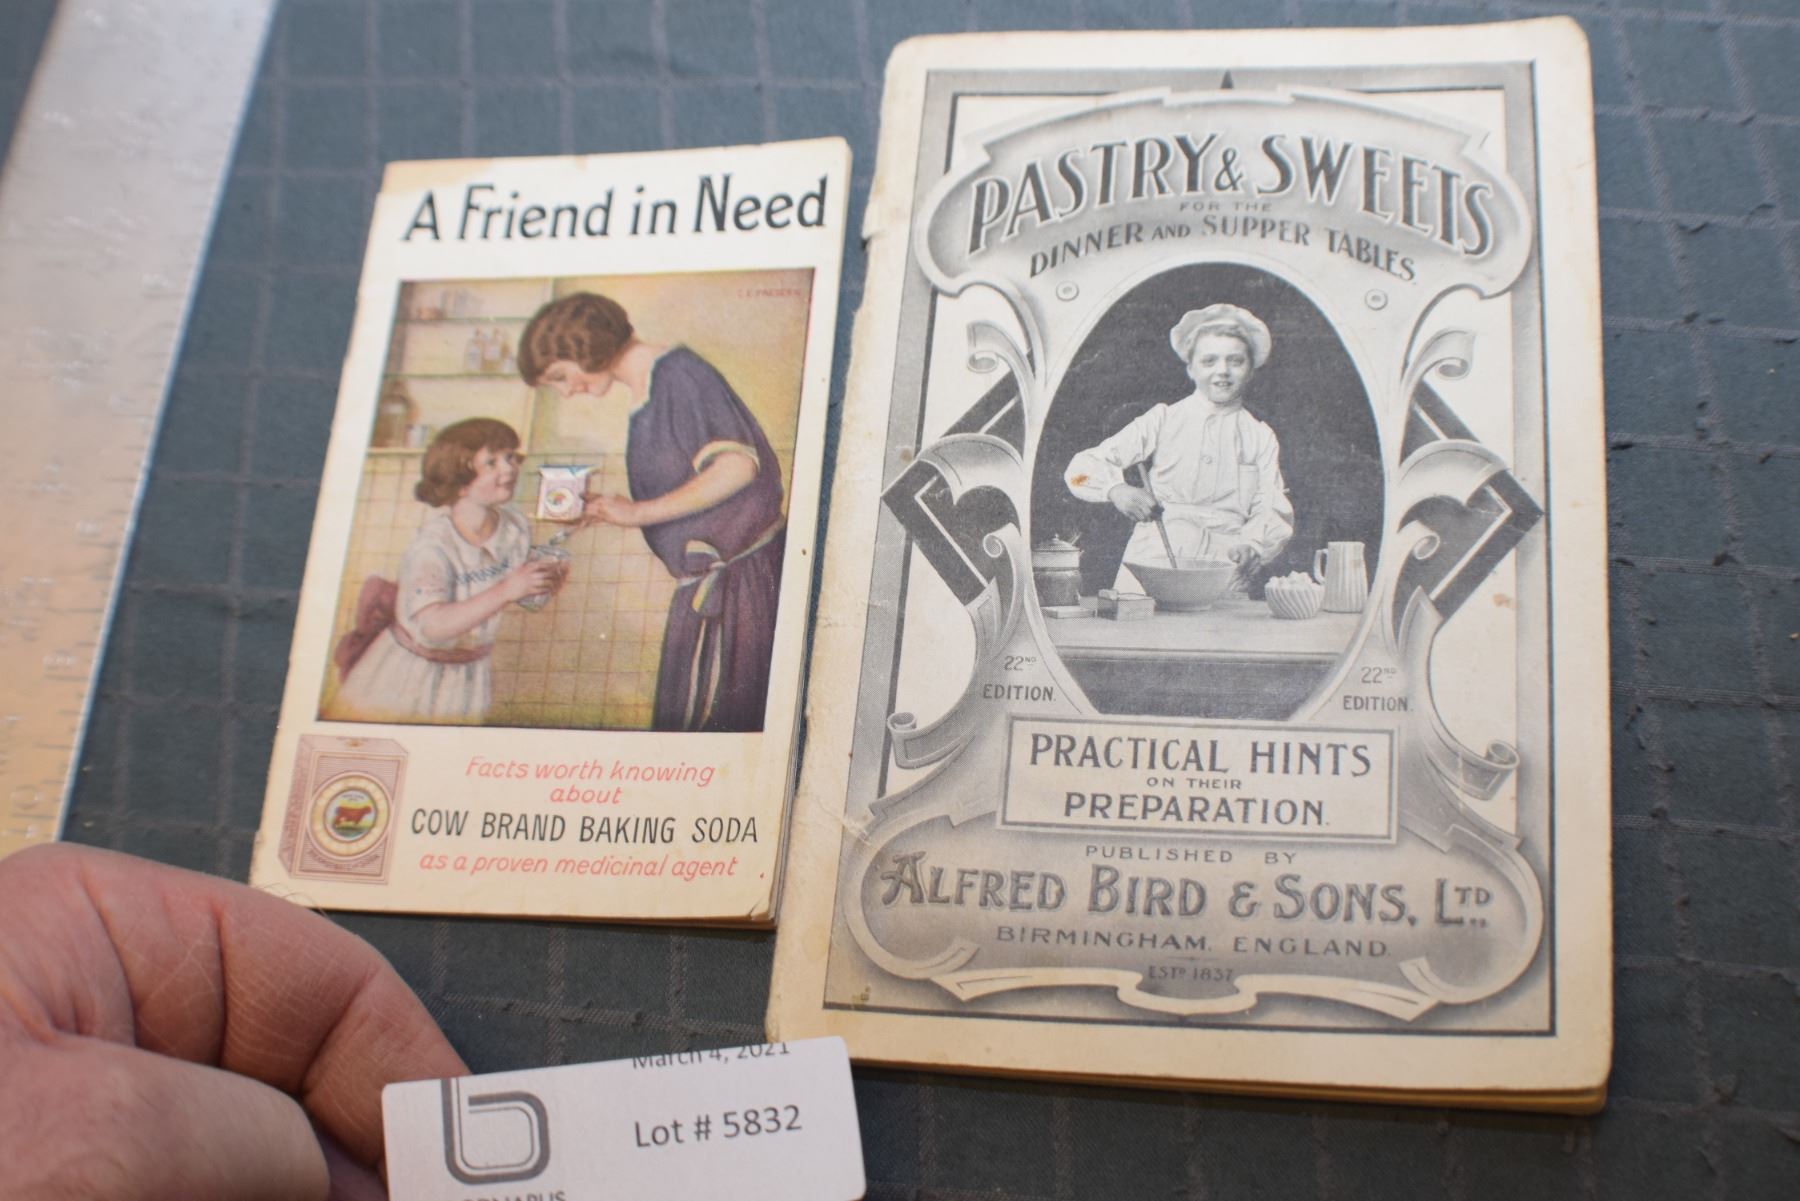 A Friend in Need
Facts worth knowing
about
COW BRAND BAKING SODA
as a proven medicinal agent
PASTRY & SWEETS
FOR THE
DINNER AND SUPPER TABLES.
22ND
EDITION.
22ND
EDITION.
PRACTICAL HINTS
ON THEIR
PREPARATION.
PUBLISHED BY
ALFRED BIRD & SONS, LTD.
BIRMINGHAM, ENGLAND.
ESTD 1837
March 4, 2021
Lot # 5832